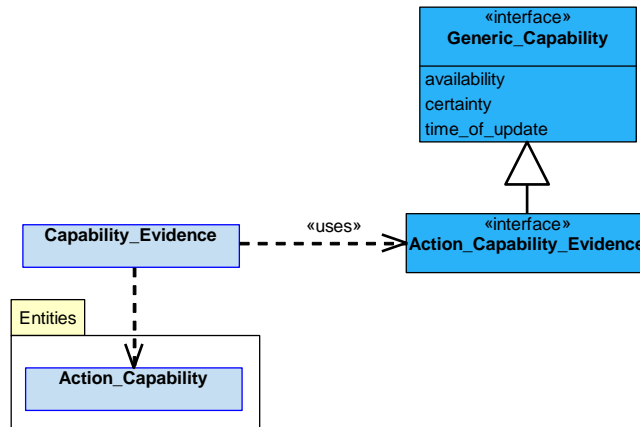 «interface»
Generic_Capability
availability
certainty
time_of_update
Capability_Evidence
«uses»
«interface»
Action_Capability_Evidence
Entities
Action_Capability